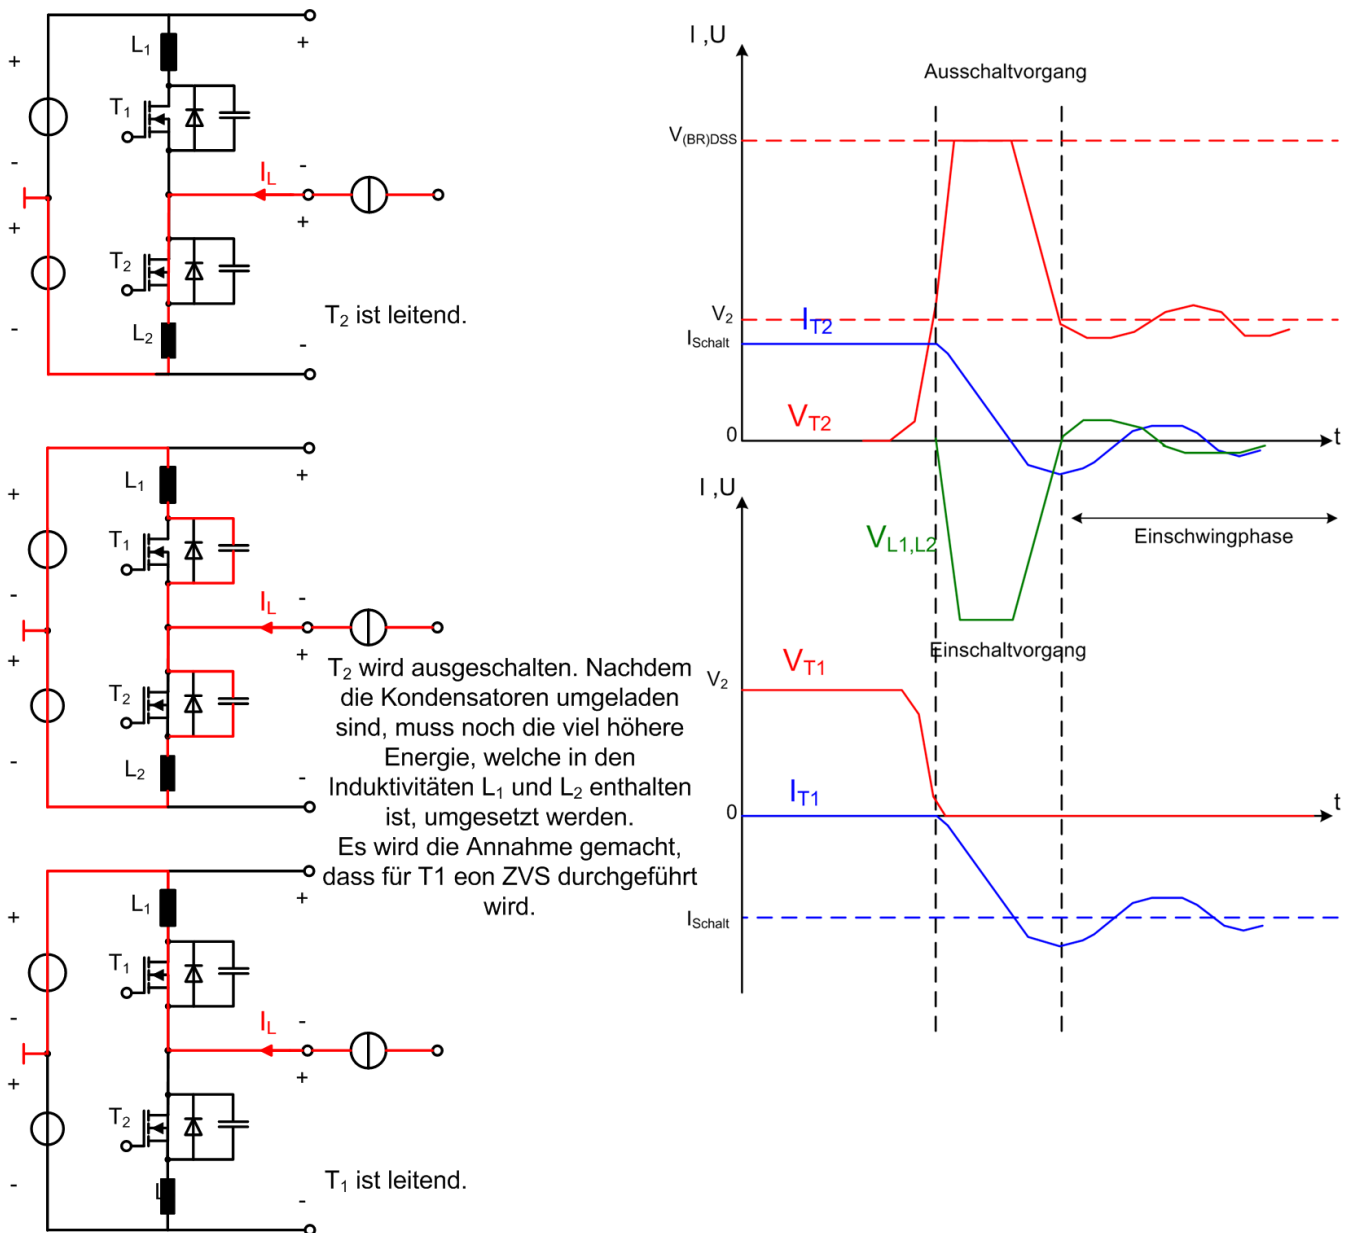 +
L1
+
T1
-
-
IL
+
+
T2
T2 ist leitend.
-
L2
-
+
L1
+
T1
-
-
IL
+
+
T2 wird ausgeschalten. Nachdem
die Kondensatoren umgeladen
sind, muss noch die viel höhere
Energie, welche in den
Induktivitäten L1 und L2 enthalten
ist, umgesetzt werden.
Es wird die Annahme gemacht,
dass für T1 eon ZVS durchgeführt
wird.
T2
-
L2
-
L1
+
+
T1
-
-
IL
+
+
T2
-
L
-
T1 ist leitend.
I ,U
Ausschaltvorgang
V(BR)DSS
V2
IT2
ISchalt
VT2
0
t
I ,U
Einschwingphase
VL1,L2
Einschaltvorgang
VT1
V2
IT1
0
t
ISchalt